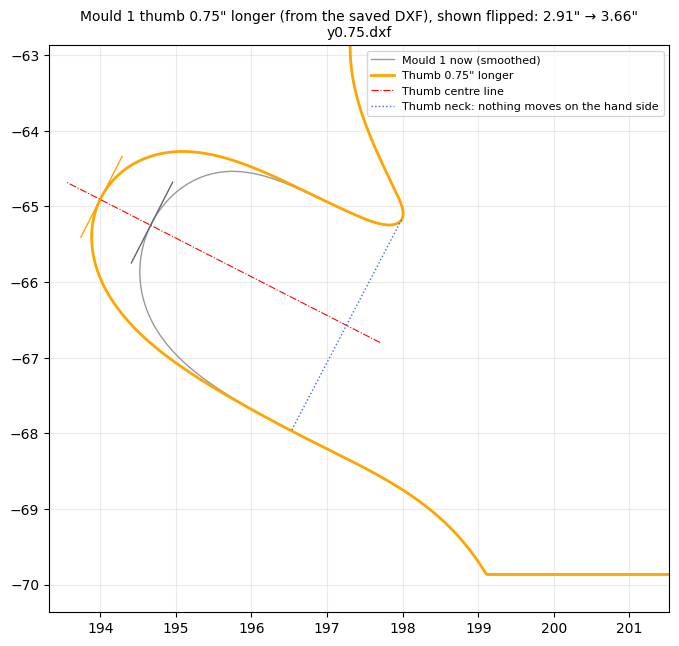 Mould 1 thumb 0.75" longer (from the saved DXF), shown flipped: 2.91" → 3.66"
y0.75.dxf
Mould 1 now (smoothed)
Thumb 0.75" longer
Thumb centre line
Thumb neck: nothing moves on the hand side
−63
−64
−65
−66
−67
−68
−69
−70
194 195 196 197 198 199 200 201